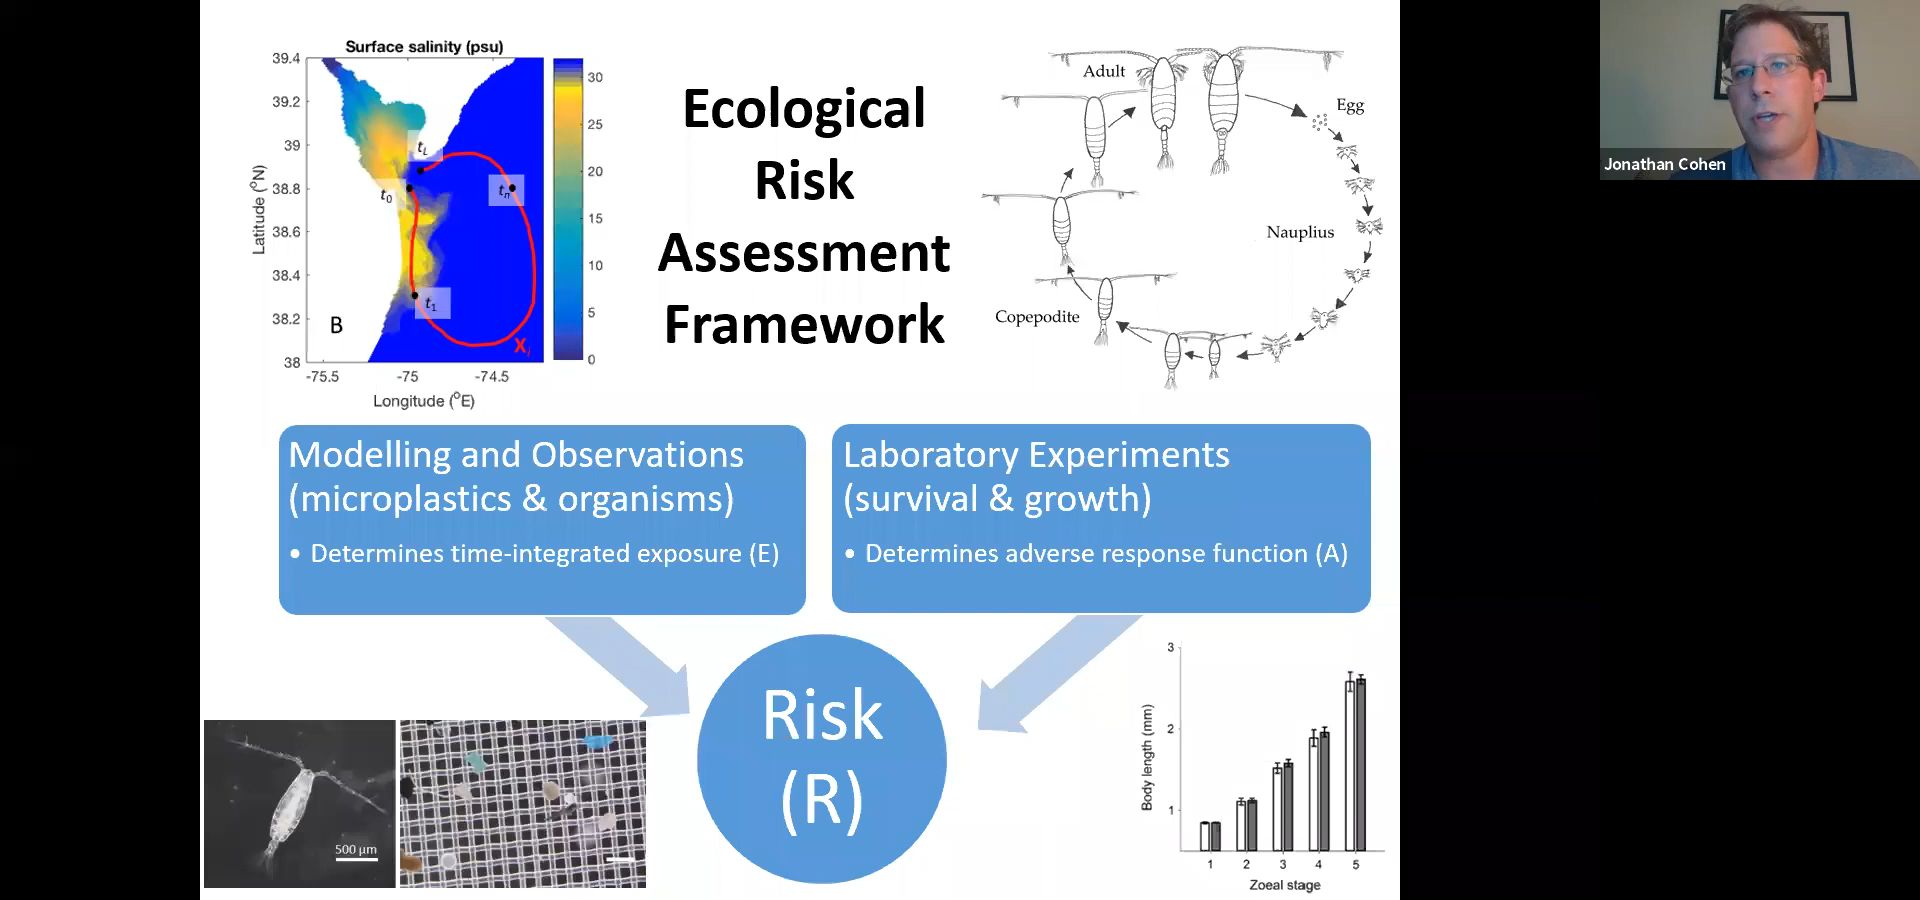 Surface salinity (psu)
39.4
39.2
39
38.8
38.6
38.4
38.2
38
Latitude (°N)
-75.5
-75
-74.5
Longitude (°E)
30
25
20
15
10
5
0
tL
t0
tn
t1
B
Xi
Ecological
Risk
Assessment
Framework
Adult
Egg
Nauplius
Copepodite
Jonathan Cohen
Modelling and Observations
(microplastics & organisms)
• Determines time-integrated exposure (E)
Laboratory Experiments
(survival & growth)
• Determines adverse response function (A)
Risk
(R)
500 µm
3
2
1
Body length (mm)
1 2 3 4 5
Zoeal stage